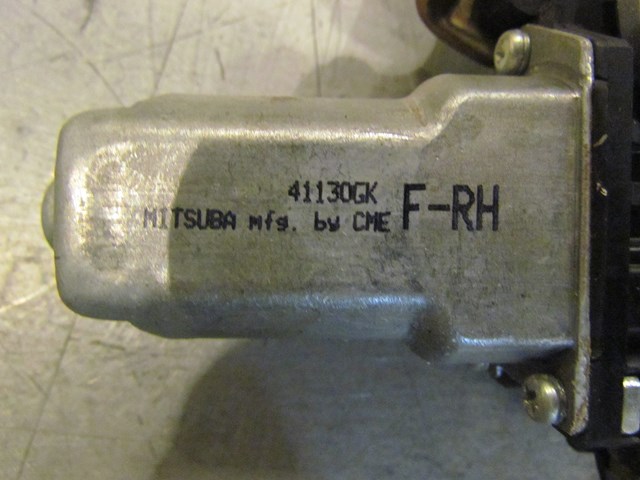 41130GK
MITSUBA mfg. by CME F-RH